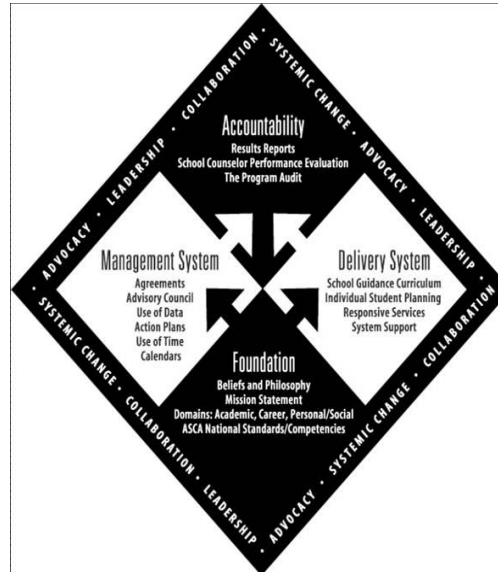 ADVOCACY • LEADERSHIP • COLLABORATION •
SYSTEMIC CHANGE • ADVOCACY • LEADERSHIP • COLLABORATION
Accountability
Results Reports
School Counselor Performance Evaluation
The Program Audit
Management System
Agreements
Advisory Council
Use of Data
Action Plans
Use of Time
Calendars
Delivery System
School Guidance Curriculum
Individual Student Planning
Responsive Services
System Support
Foundation
Beliefs and Philosophy
Mission Statement
Domains: Academic, Career, Personal/Social
ASCA National Standards/Competencies
• SYSTEMIC CHANGE • COLLABORATION • LEADERSHIP •
ADVOCACY • SYSTEMIC CHANGE • COLLABORATION